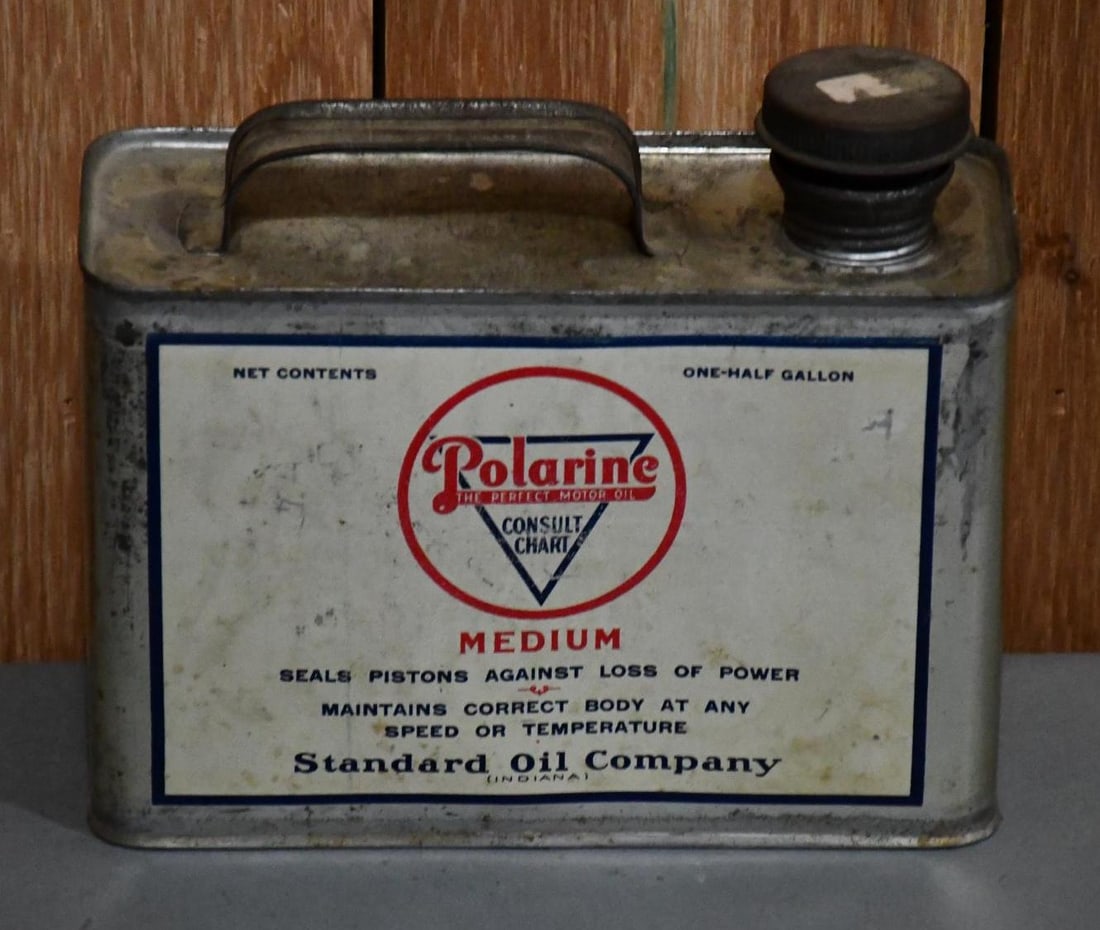 NET CONTENTS
ONE-HALF GALLON
Polarine
THE PERFECT MOTOR OIL
CONSULT
CHART
MEDIUM
SEALS PISTONS AGAINST LOSS OF POWER
MAINTAINS CORRECT BODY AT ANY
SPEED OR TEMPERATURE
Standard Oil Company
(INDIANA)